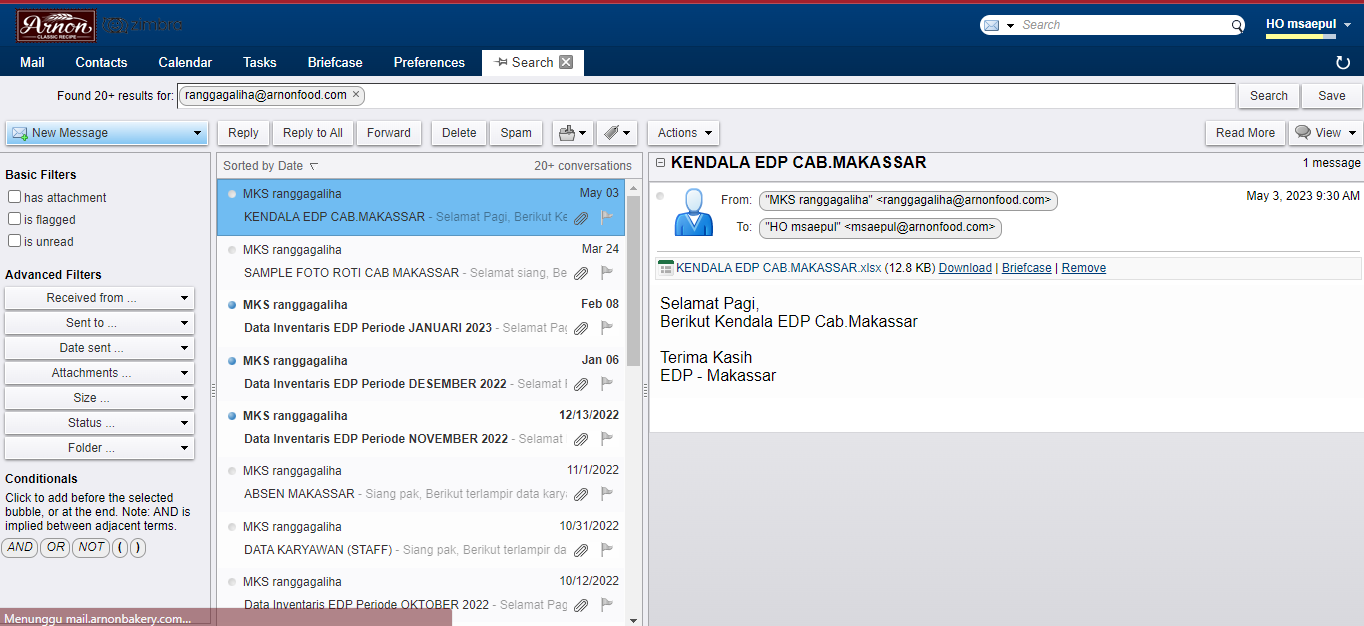 Arnon
CLASSIC RECIPE
zimbra
Search
HO msaepul
Mail Contacts Calendar Tasks Briefcase Preferences Search
Found 20+ results for: ranggagaliha@arnonfood.com × Search Save
New Message Reply Reply to All Forward Delete Spam Actions Read More View
Basic Filters
has attachment
is flagged
is unread
Advanced Filters
Received from ...
Sent to ...
Date sent ...
Attachments ...
Size ...
Status ...
Folder ...
Conditionals
Click to add before the selected
bubble, or at the end. Note: AND is
implied between adjacent terms.
AND OR NOT ( )
Sorted by Date 20+ conversations
MKS ranggagaliha May 03
KENDALA EDP CAB.MAKASSAR - Selamat Pagi, Berikut Ke
MKS ranggagaliha Mar 24
SAMPLE FOTO ROTI CAB MAKASSAR - Selamat siang, Be
MKS ranggagaliha Feb 08
Data Inventaris EDP Periode JANUARI 2023 - Selamat Pag
MKS ranggagaliha Jan 06
Data Inventaris EDP Periode DESEMBER 2022 - Selamat
MKS ranggagaliha 12/13/2022
Data Inventaris EDP Periode NOVEMBER 2022 - Selamat
MKS ranggagaliha 11/1/2022
ABSEN MAKASSAR - Siang pak, Berikut terlampir data karya
MKS ranggagaliha 10/31/2022
DATA KARYAWAN (STAFF) - Siang pak, Berikut terlampir da
MKS ranggagaliha 10/12/2022
Data Inventaris EDP Periode OKTOBER 2022 - Selamat Pag
KENDALA EDP CAB.MAKASSAR 1 message
From: "MKS ranggagaliha" <ranggagaliha@arnonfood.com> May 3, 2023 9:30 AM
To: "HO msaepul" <msaepul@arnonfood.com>
KENDALA EDP CAB.MAKASSAR.xlsx (12.8 KB) Download | Briefcase | Remove
Selamat Pagi,
Berikut Kendala EDP Cab.Makassar
Terima Kasih
EDP - Makassar
Menunggu mail.arnonbakery.com...